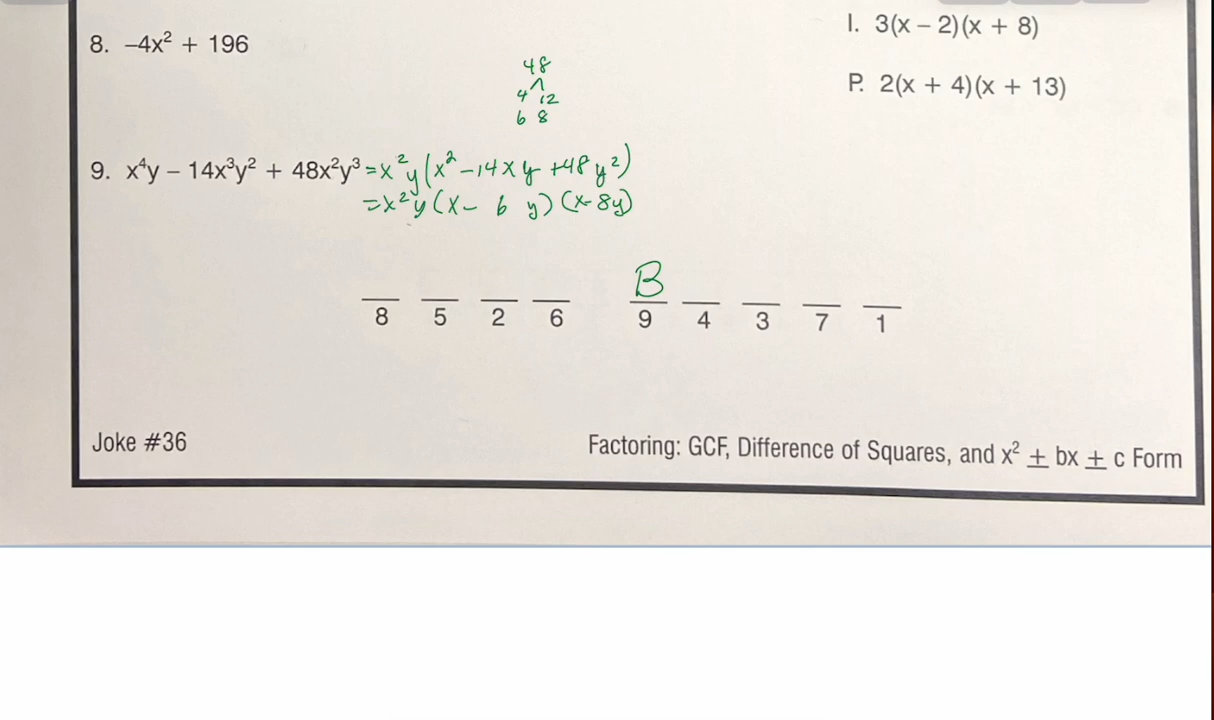 8. –4x² + 196
I. 3(x – 2)(x + 8)
48
4 12
6 8
P. 2(x + 4)(x + 13)
9. x⁴y – 14x³y² + 48x²y³ = x²y(x² – 14xy + 48y²)
= x²y(x – 6y)(x – 8y)
B
8 5 2 6 9 4 3 7 1
Joke #36
Factoring: GCF, Difference of Squares, and x² ± bx ± c Form